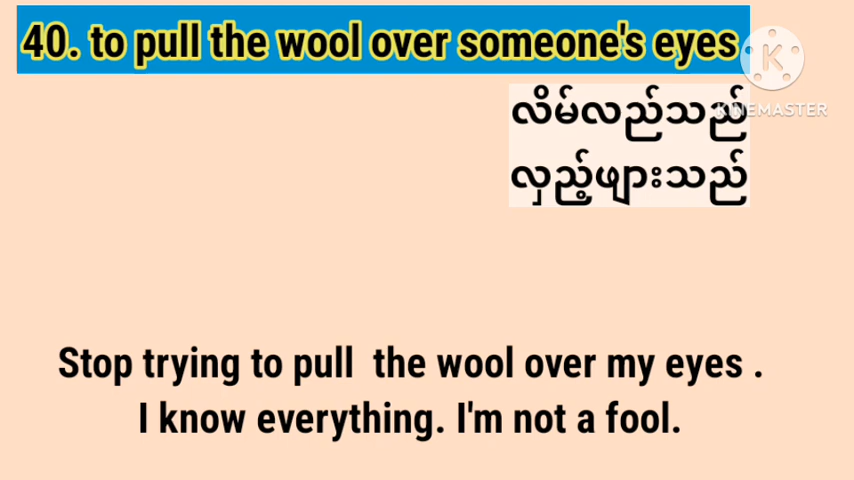 40. to pull the wool over someone's eyes
KINEMASTER
လိမ်လည်သည်
လှည့်ဖျားသည်
Stop trying to pull the wool over my eyes .
I know everything. I'm not a fool.